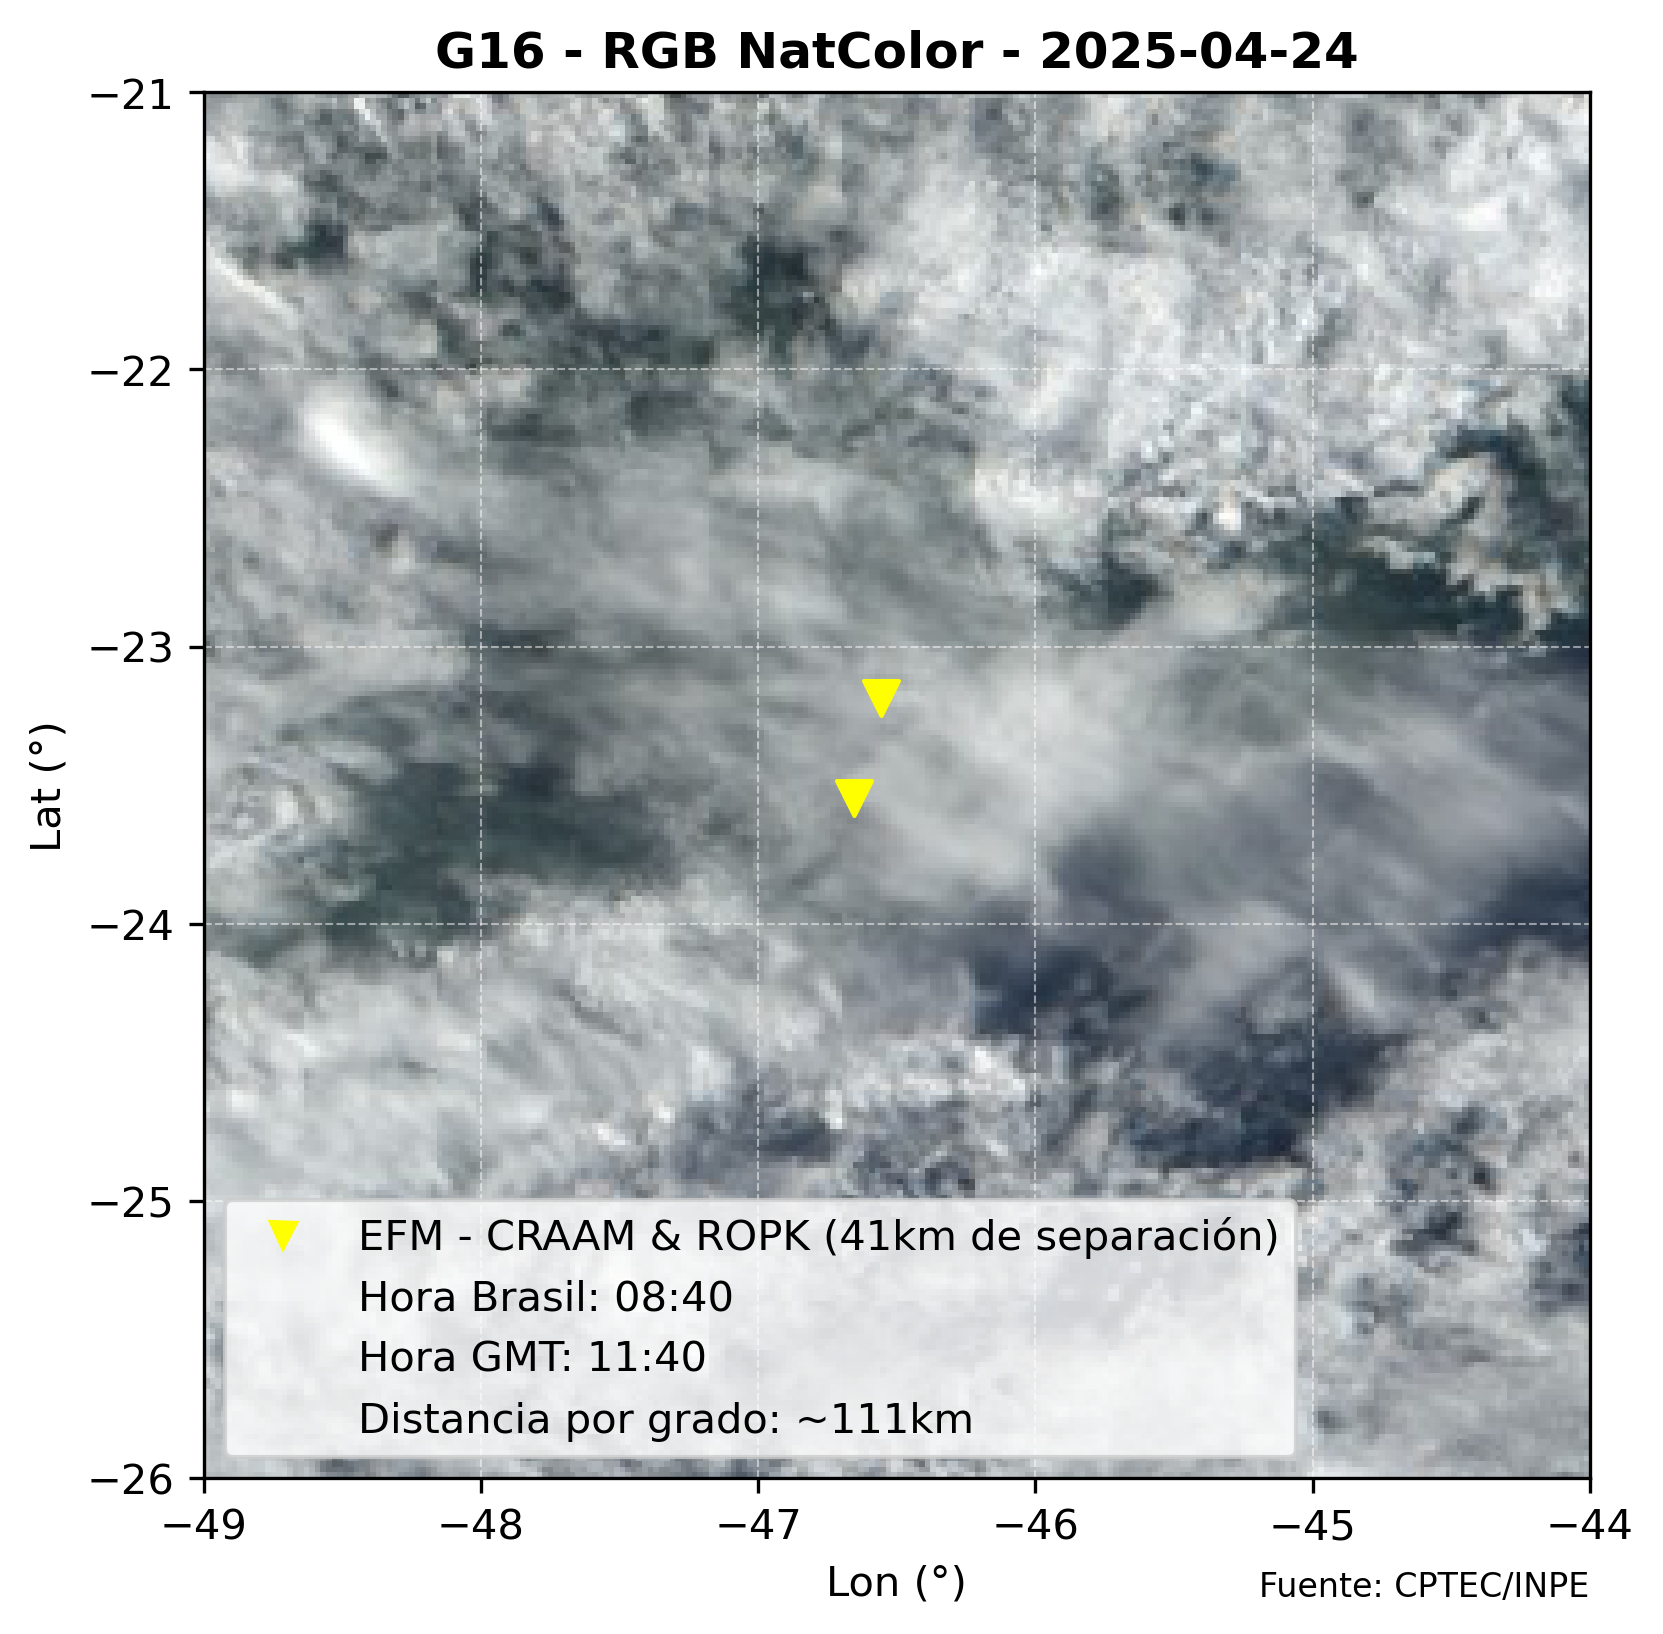 G16 - RGB NatColor - 2025-04-24
−21
−22
−23
−24
−25
−26
Lat (°)
EFM - CRAAM & ROPK (41km de separación)
Hora Brasil: 08:40
Hora GMT: 11:40
Distancia por grado: ~111km
−49 −48 −47 −46 −45 −44
Lon (°)
Fuente: CPTEC/INPE